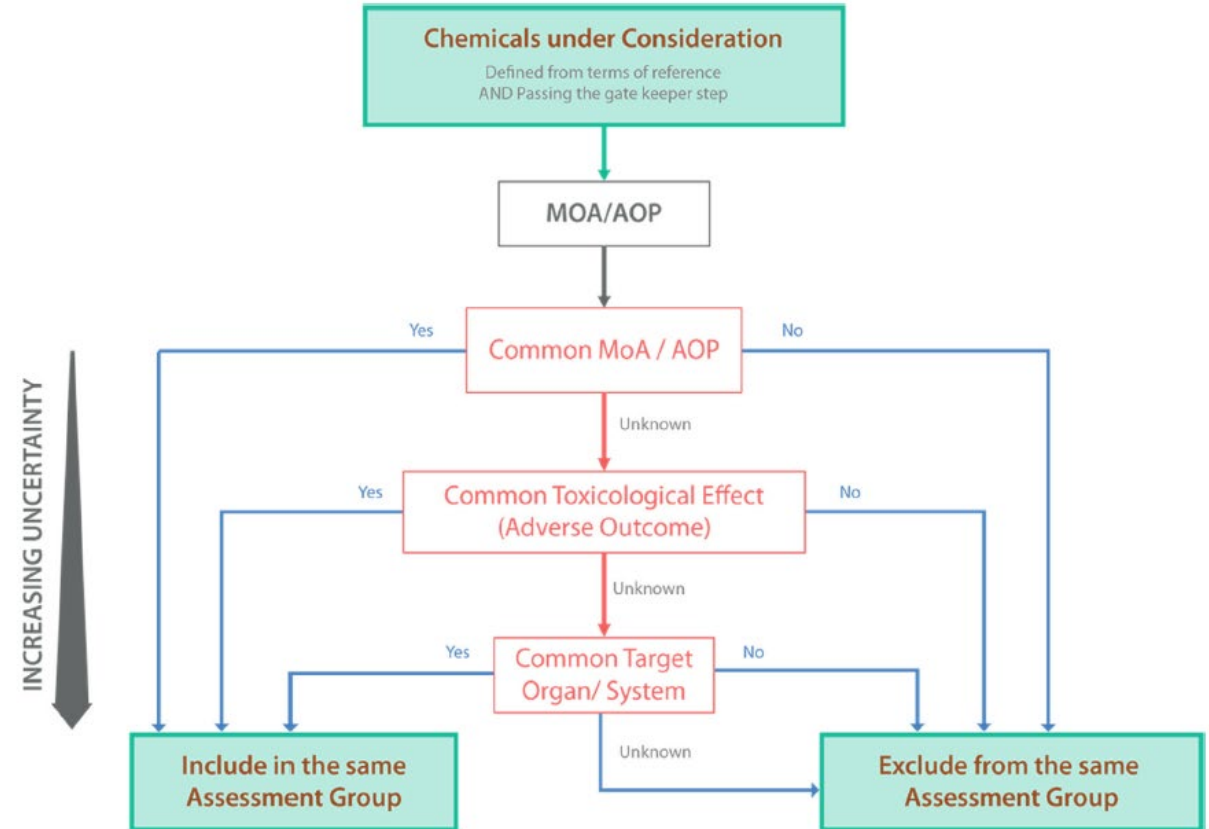 Chemicals under Consideration
Defined from terms of reference
AND Passing the gate keeper step
MOA/AOP
Yes
No
Common MoA / AOP
Unknown
INCREASING UNCERTAINTY
Yes
No
Common Toxicological Effect
(Adverse Outcome)
Unknown
Yes
No
Common Target
Organ/ System
Unknown
Include in the same
Assessment Group
Exclude from the same
Assessment Group